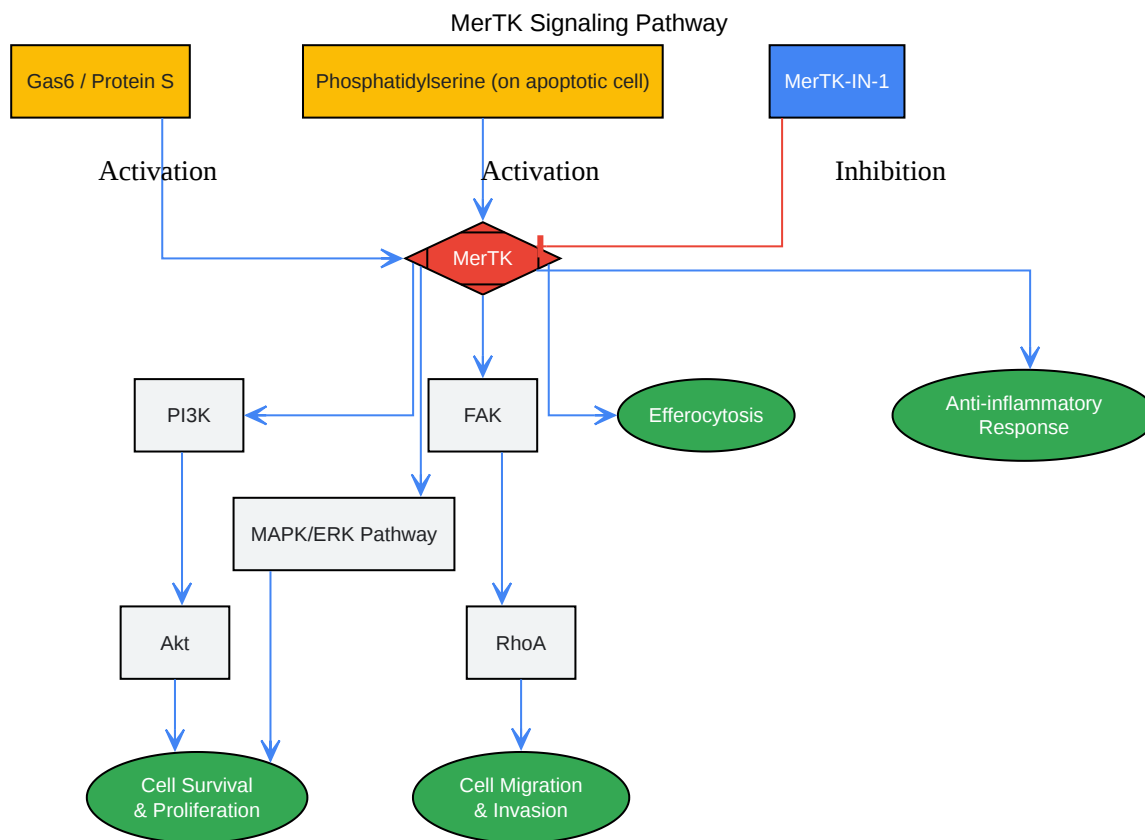 MerTK Signaling Pathway
Gas6 / Protein S
Phosphatidylserine (on apoptotic cell)
MerTK-IN-1
Activation
Activation
Inhibition
MerTK
PI3K
FAK
Efferocytosis
Anti-inflammatory
Response
MAPK/ERK Pathway
Akt
RhoA
Cell Survival
& Proliferation
Cell Migration
& Invasion